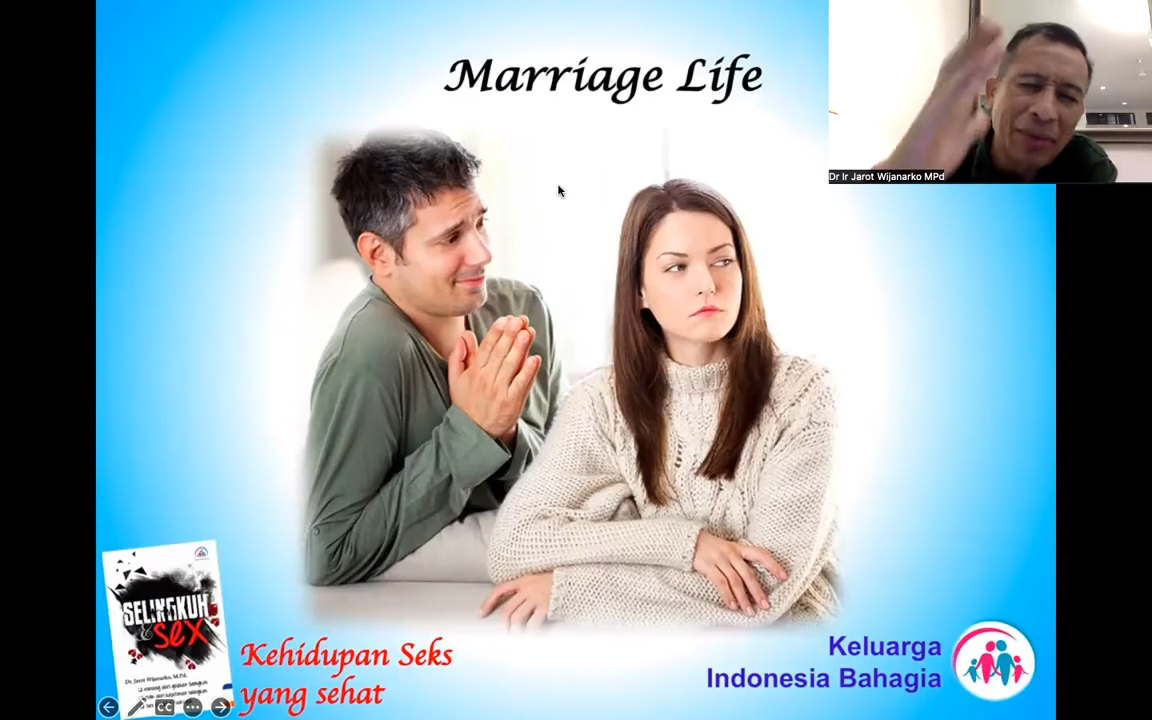 Marriage Life
Dr Ir Jarot Wijanarko MPd
SELINGKUH
& sex
Dr. Jarot Wijanarko, M.Pd.
Kehidupan Seks
yang sehat
Keluarga
Indonesia Bahagia
CC